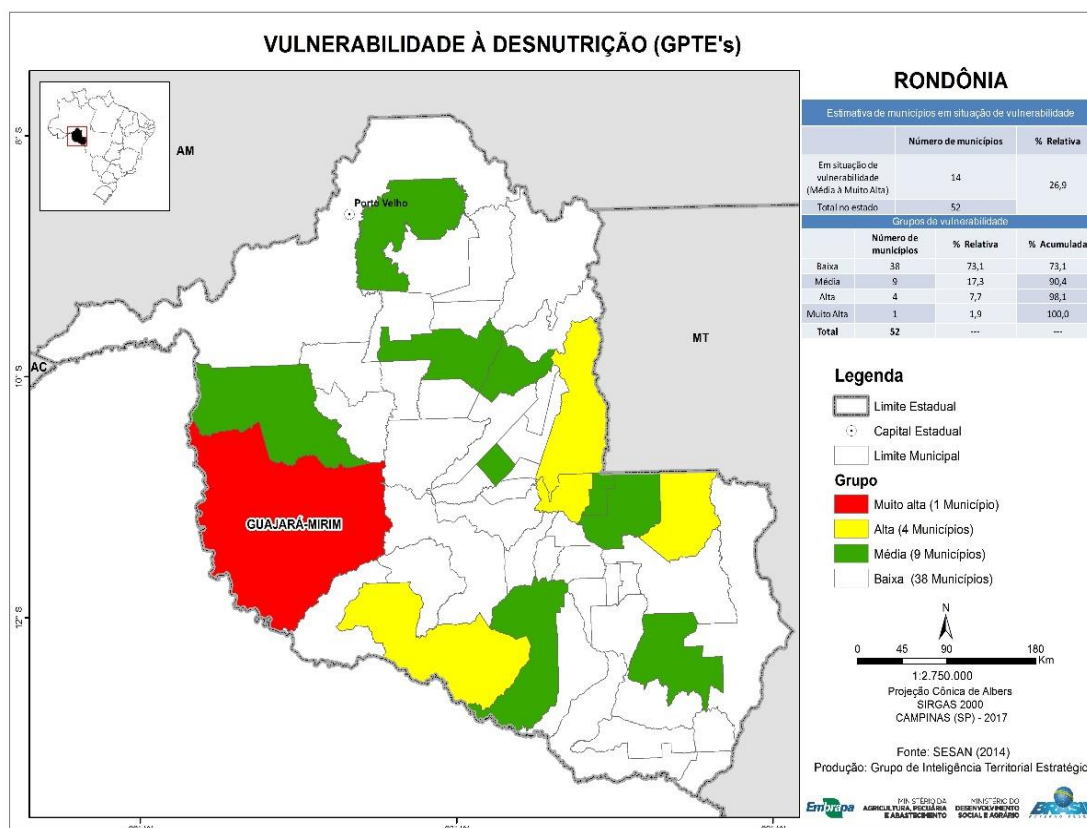 VULNERABILIDADE À DESNUTRIÇÃO (GPTE's)
AM
Porto Velho
MT
AC
GUAJARÁ-MIRIM
8°S
10°S
12°S
RONDÔNIA
Estimativa de municípios em situação de vulnerabilidade
Número de municípios % Relativa
Em situação de
vulnerabilidade
(Média à Muito Alta)
14
26,9
Total no estado 52
Grupos de vulnerabilidade
Número de
municípios
% Relativa % Acumulada
Baixa 38 73,1 73,1
Média 9 17,3 90,4
Alta 4 7,7 98,1
Muito Alta 1 1,9 100,0
Total 52 --- ---
Legenda
Limite Estadual
Capital Estadual
Limite Municipal
Grupo
Muito alta (1 Município)
Alta (4 Municípios)
Média (9 Municípios)
Baixa (38 Municípios)
N
0 45 90 180
Km
1:2.750.000
Projeção Cônica de Albers
SIRGAS 2000
CAMPINAS (SP) - 2017
Fonte: SESAN (2014)
Produção: Grupo de Inteligência Territorial Estratégic
Embrapa
MINISTÉRIO DA
AGRICULTURA, PECUÁRIA
E ABASTECIMENTO
MINISTÉRIO DO
DESENVOLVIMENTO
SOCIAL E AGRÁRIO
BRASIL